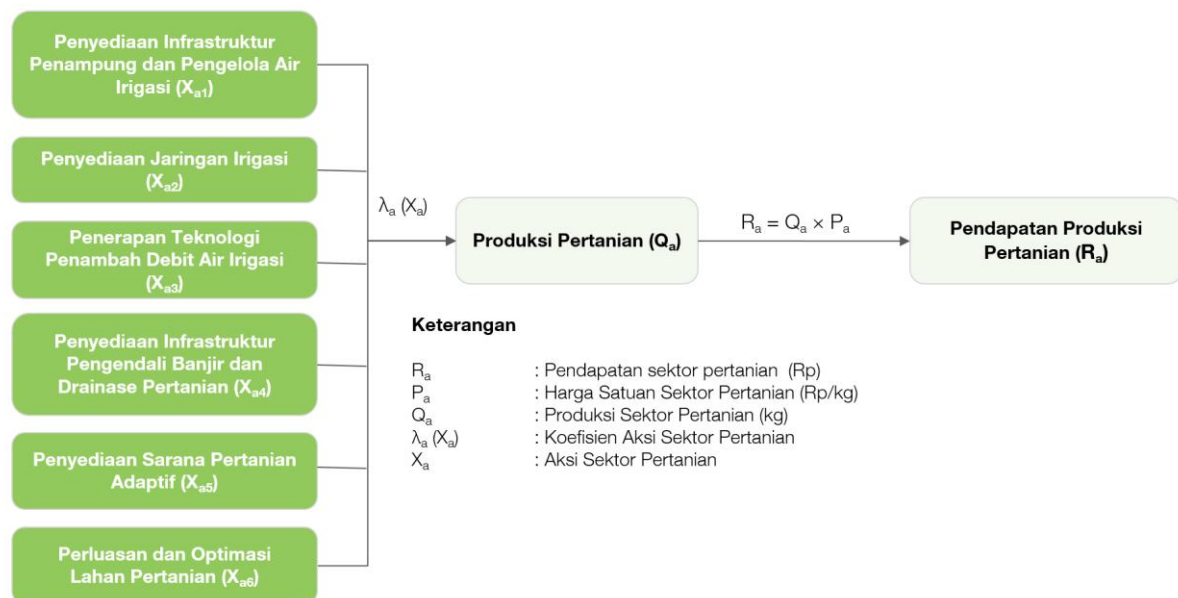 Penyediaan Infrastruktur
Penampung dan Pengelola Air
Irigasi (Xa1)
Penyediaan Jaringan Irigasi
(Xa2)
Penerapan Teknologi
Penambah Debit Air Irigasi
(Xa3)
Penyediaan Infrastruktur
Pengendali Banjir dan
Drainase Pertanian (Xa4)
Penyediaan Sarana Pertanian
Adaptif (Xa5)
Perluasan dan Optimasi
Lahan Pertanian (Xa6)
λa (Xa)
Produksi Pertanian (Qa)
Ra = Qa × Pa
Pendapatan Produksi
Pertanian (Ra)
Keterangan
Ra : Pendapatan sektor pertanian (Rp)
Pa : Harga Satuan Sektor Pertanian (Rp/kg)
Qa : Produksi Sektor Pertanian (kg)
λa (Xa) : Koefisien Aksi Sektor Pertanian
Xa : Aksi Sektor Pertanian